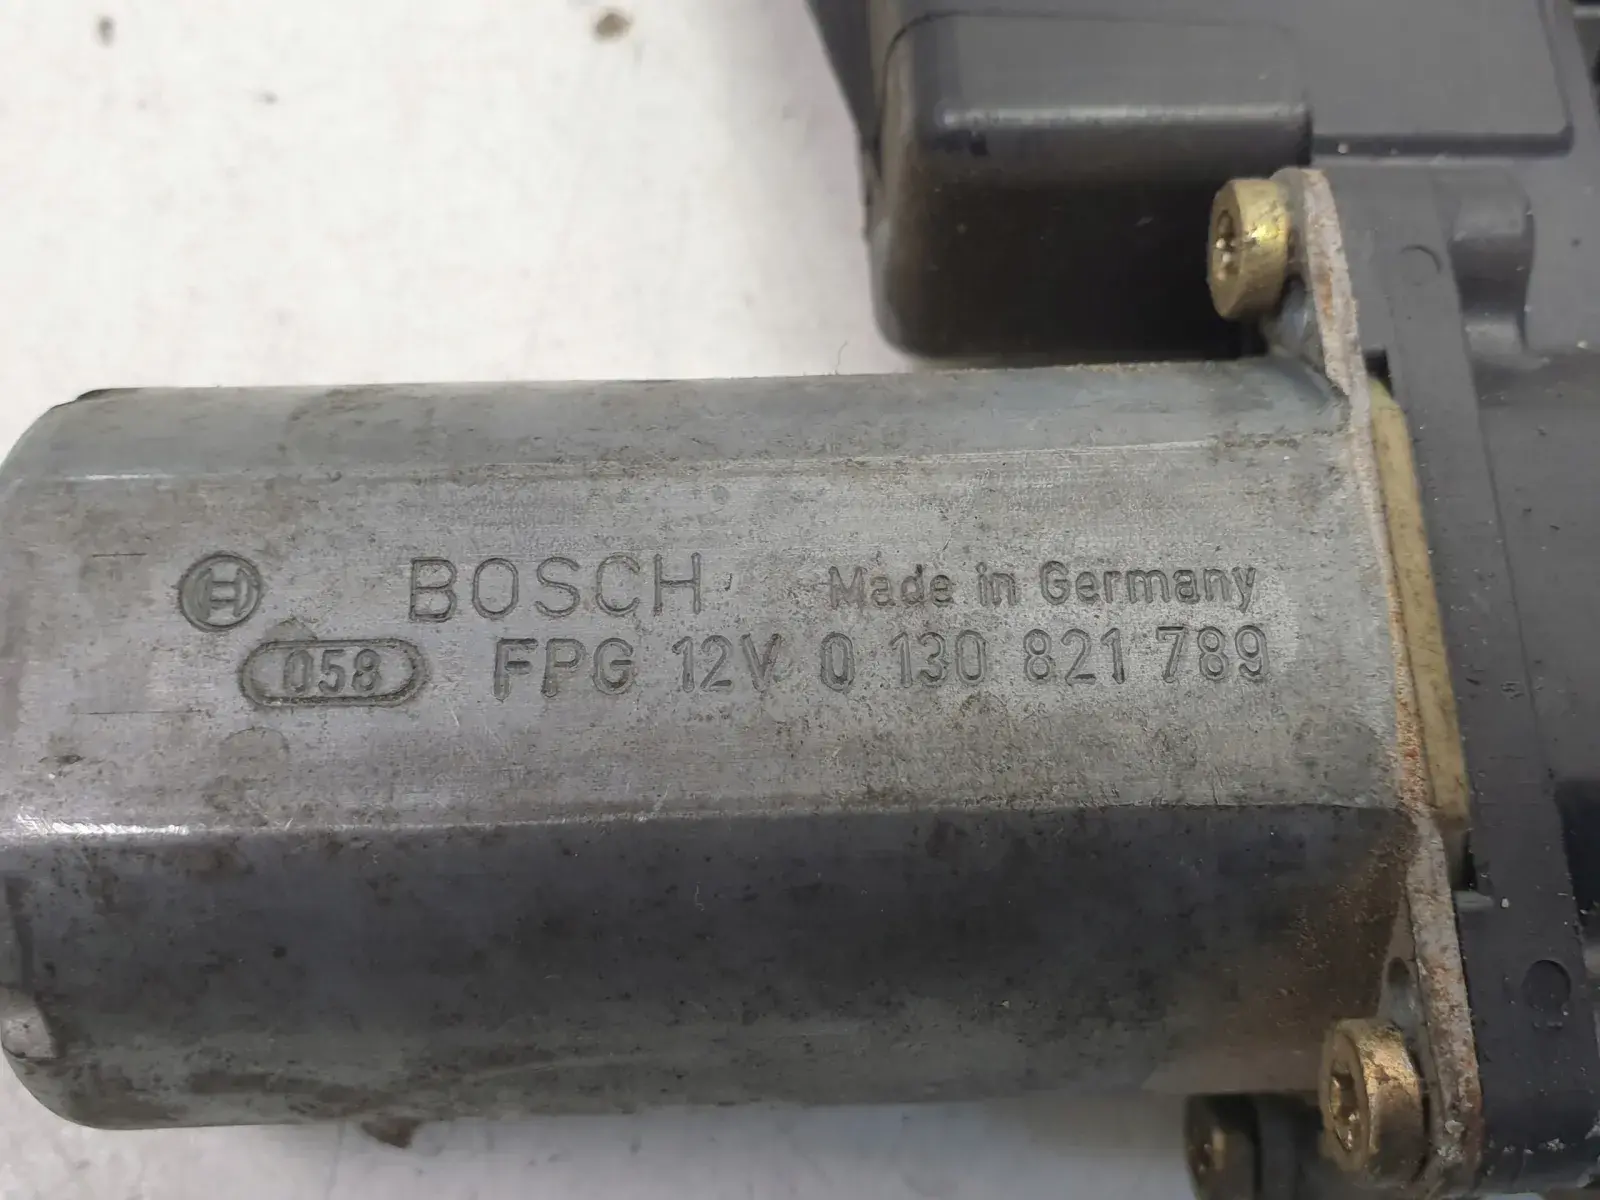 BOSCH Made in Germany
058 FPG 12V 0 130 821 789